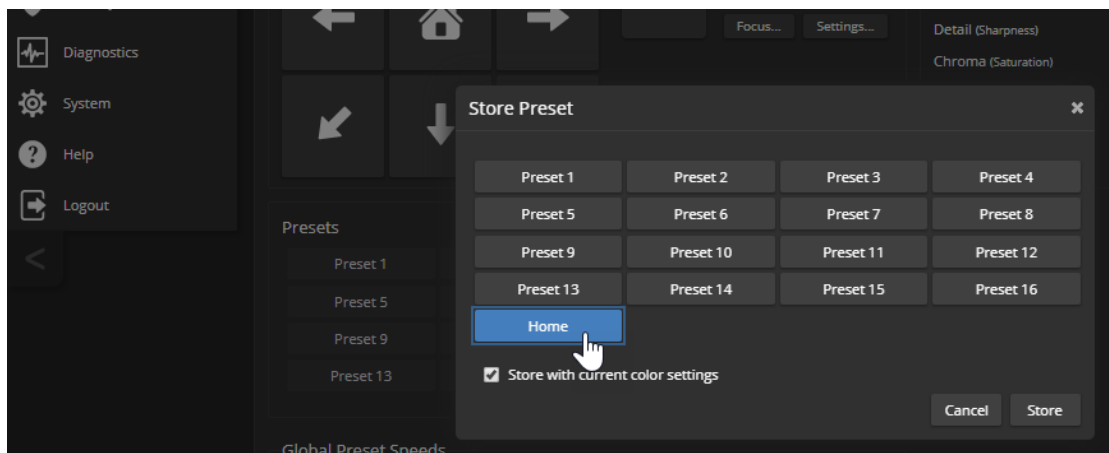 Focus... Settings...
Detail (Sharpness)
Chroma (Saturation)
Diagnostics
System
Help
Logout
Presets
Preset 1
Preset 5
Preset 9
Preset 13
Global Preset Speeds
Store Preset
Preset 1 Preset 2 Preset 3 Preset 4
Preset 5 Preset 6 Preset 7 Preset 8
Preset 9 Preset 10 Preset 11 Preset 12
Preset 13 Preset 14 Preset 15 Preset 16
Home
Store with current color settings
Cancel Store